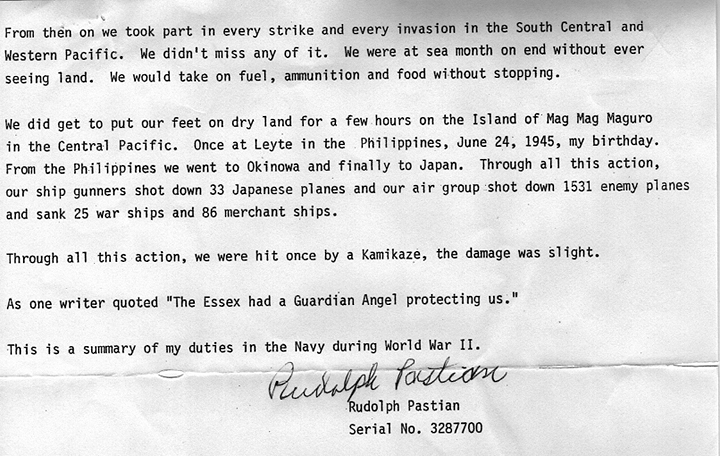 From then on we took part in every strike and every invasion in the South Central and
Western Pacific.  We didn't miss any of it.  We were at sea month on end without ever
seeing land.  We would take on fuel, ammunition and food without stopping.
We did get to put our feet on dry land for a few hours on the Island of Mag Mag Maguro
in the Central Pacific.  Once at Leyte in the Philippines, June 24, 1945, my birthday.
From the Philippines we went to Okinowa and finally to Japan.  Through all this action,
our ship gunners shot down 33 Japanese planes and our air group shot down 1531 enemy planes
and sank 25 war ships and 86 merchant ships.
Through all this action, we were hit once by a Kamikaze, the damage was slight.
As one writer quoted "The Essex had a Guardian Angel protecting us."
This is a summary of my duties in the Navy during World War II.
Rudolph Pastian
Rudolph Pastian
Serial No. 3287700